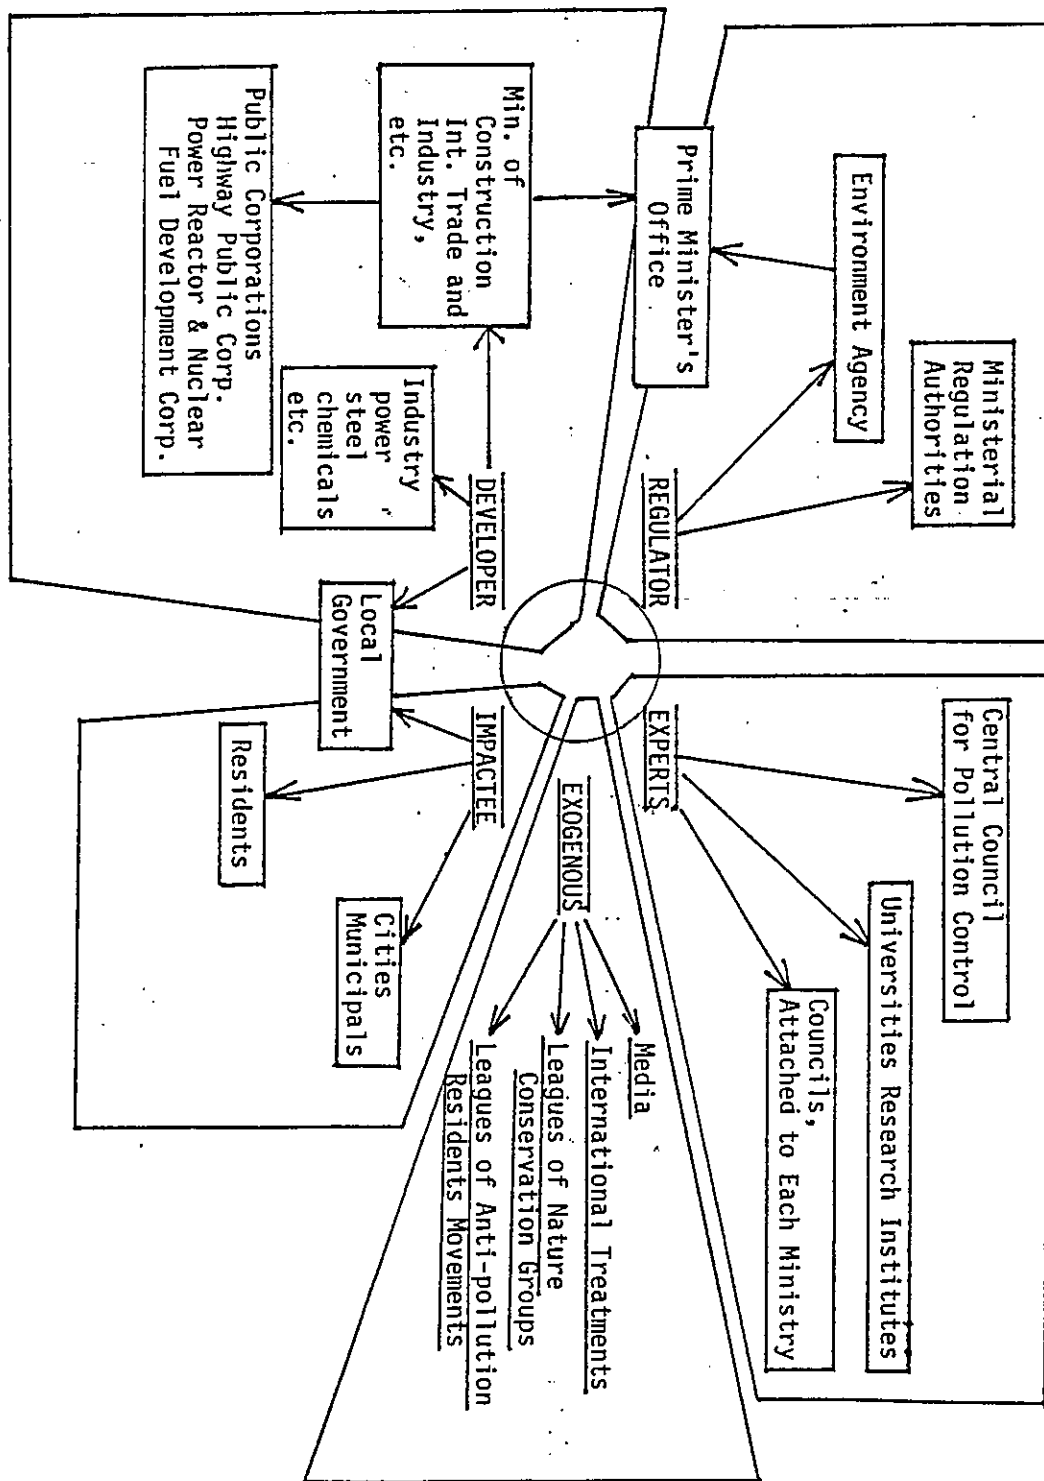 Ministerial
Regulation
Authorities
Environment Agency
Prime Minister's
Office
REGULATOR
Min. of
Construction
Int. Trade and
Industry,
etc.
Public Corporations
Highway Public Corp.
Power Reactor & Nuclear
Fuel Development Corp.
Industry
power
steel
chemicals
etc.
DEVELOPER
Local
Government
Central Council
for Pollution Control
Universities Research Institutes
Councils,
Attached to Each Ministry
EXPERTS
EXOGENOUS
Media
International Treatments
Leagues of Nature
Conservation Groups
Leagues of Anti-pollution
Residents Movements
IMPACTEE
Residents
Cities
Municipals